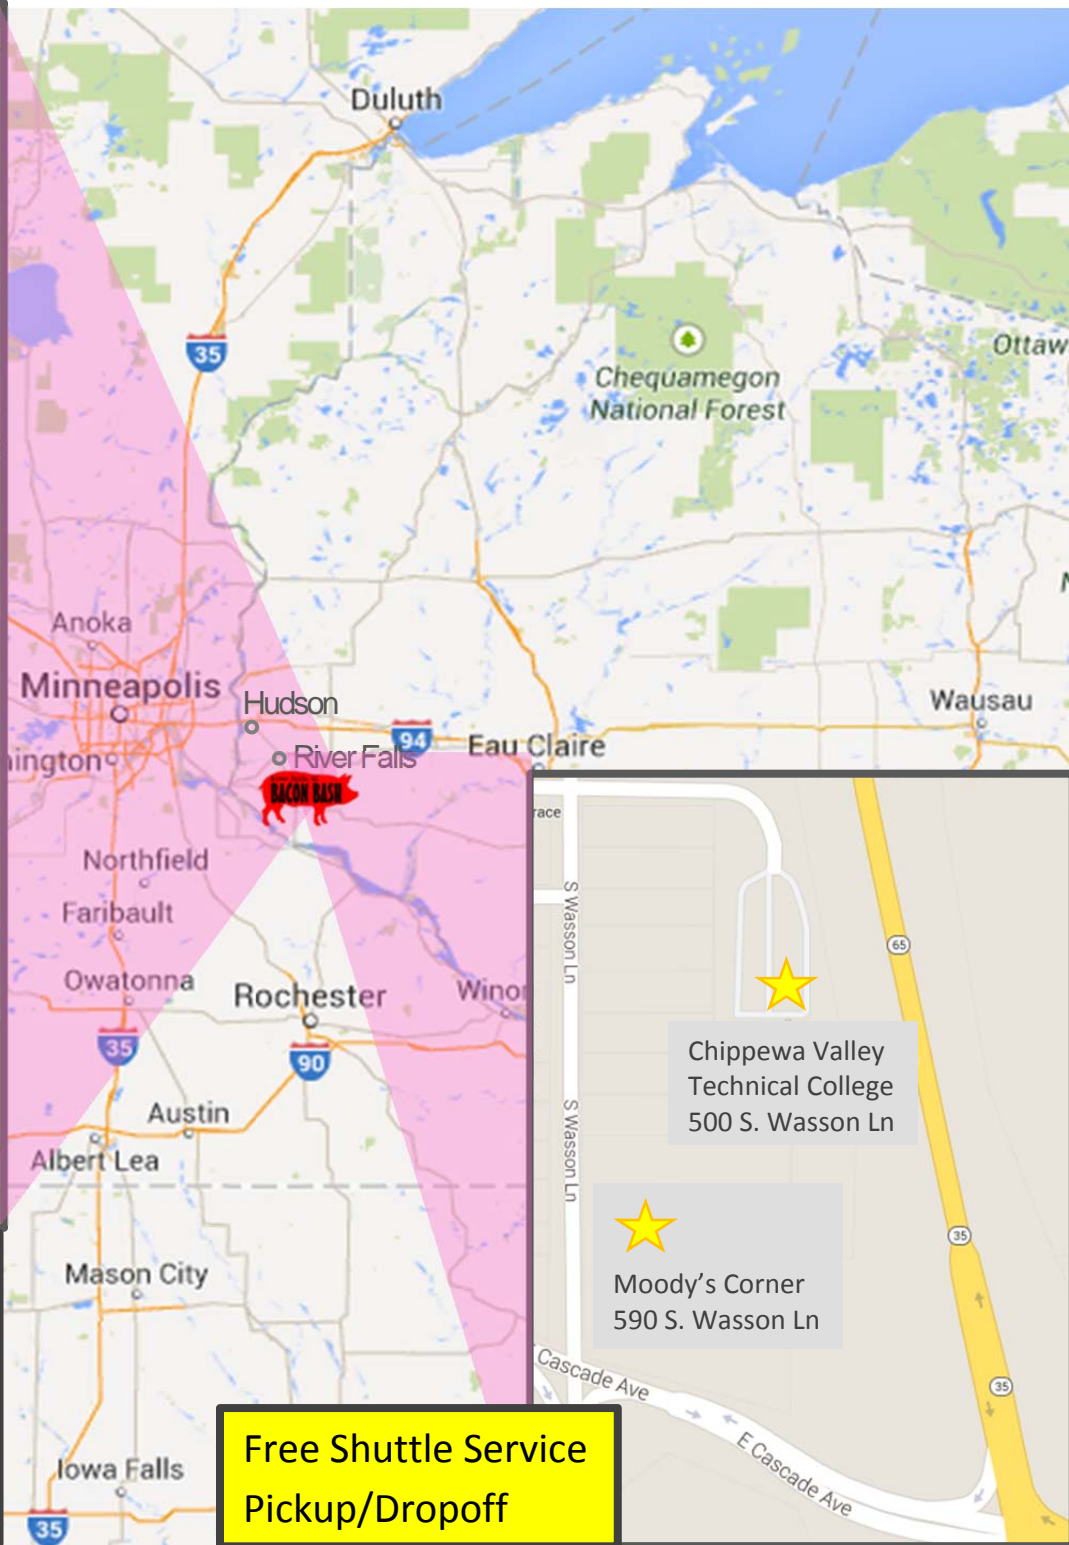 Duluth
35
Ottaw
Chequamegon
National Forest
Anoka
Minneapolis
Hudson
Wausau
94
Eau Claire
River Falls
ington
BACON BASH
Northfield
Faribault
Owatonna
Rochester
Winon
35
90
Austin
Albert Lea
Mason City
Iowa Falls
35
race
S Wasson Ln
65
Chippewa Valley
Technical College
500 S. Wasson Ln
S Wasson Ln
35
Moody’s Corner
590 S. Wasson Ln
Cascade Ave
35
E Cascade Ave
Free Shuttle Service
Pickup/Dropoff